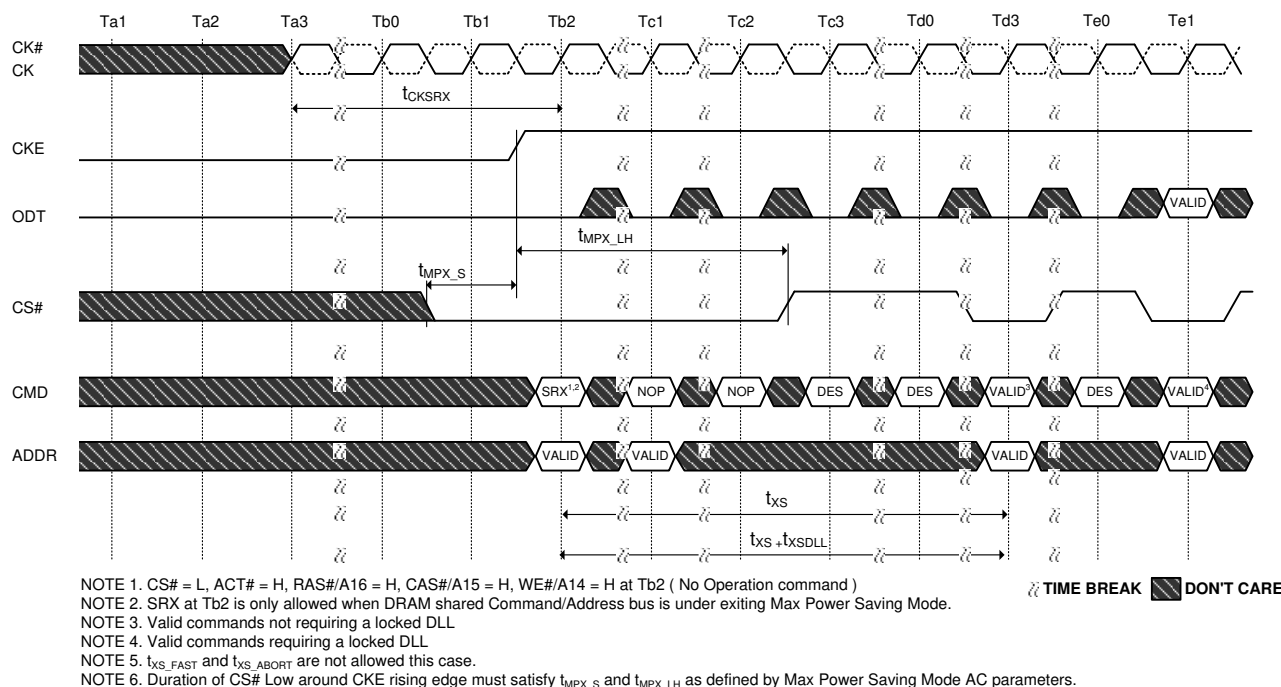 Ta1 Ta2 Ta3 Tb0 Tb1 Tb2 Tc1 Tc2 Tc3 Td0 Td3 Te0 Te1
CK#
CK
tCKSRX
CKE
ODT VALID
tMPX_LH
tMPX_S
CS#
CMD SRX1,2 NOP NOP DES DES VALID3 DES VALID4
ADDR VALID VALID VALID VALID
tXS
tXS +tXSDLL
NOTE 1. CS# = L, ACT# = H, RAS#/A16 = H, CAS#/A15 = H, WE#/A14 = H at Tb2 ( No Operation command )
TIME BREAK DON'T CARE
NOTE 2. SRX at Tb2 is only allowed when DRAM shared Command/Address bus is under exiting Max Power Saving Mode.
NOTE 3. Valid commands not requiring a locked DLL
NOTE 4. Valid commands requiring a locked DLL
NOTE 5. tXS_FAST and tXS_ABORT are not allowed this case.
NOTE 6. Duration of CS# Low around CKE rising edge must satisfy tMPX_S and tMPX_LH as defined by Max Power Saving Mode AC parameters.